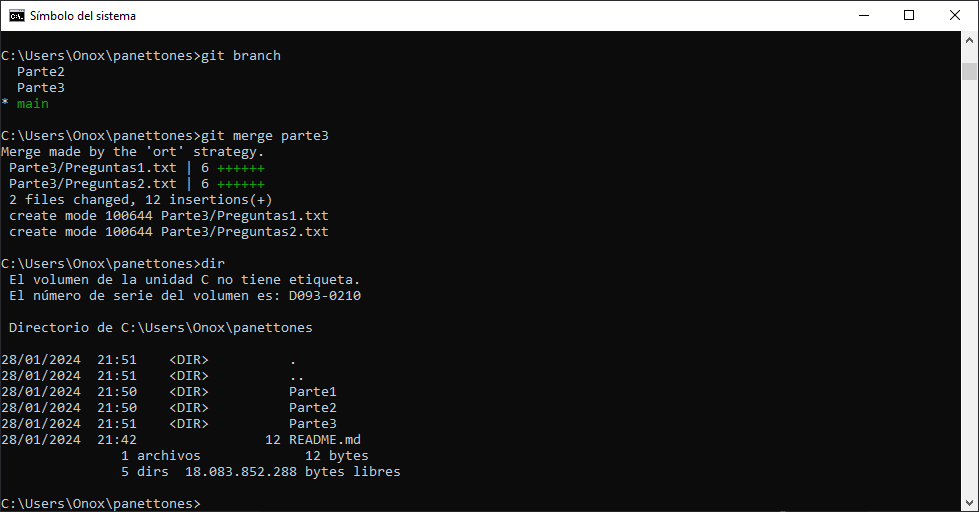 Símbolo del sistema
C:\Users\Onox\panettones>git branch
  Parte2
  Parte3
* main
C:\Users\Onox\panettones>git merge parte3
Merge made by the 'ort' strategy.
 Parte3/Preguntas1.txt | 6 ++++++
 Parte3/Preguntas2.txt | 6 ++++++
 2 files changed, 12 insertions(+)
 create mode 100644 Parte3/Preguntas1.txt
 create mode 100644 Parte3/Preguntas2.txt
C:\Users\Onox\panettones>dir
 El volumen de la unidad C no tiene etiqueta.
 El número de serie del volumen es: D093-0210
 Directorio de C:\Users\Onox\panettones
28/01/2024  21:51    <DIR>          .
28/01/2024  21:51    <DIR>          ..
28/01/2024  21:50    <DIR>          Parte1
28/01/2024  21:50    <DIR>          Parte2
28/01/2024  21:51    <DIR>          Parte3
28/01/2024  21:42                12 README.md
               1 archivos             12 bytes
               5 dirs  18.083.852.288 bytes libres
C:\Users\Onox\panettones>